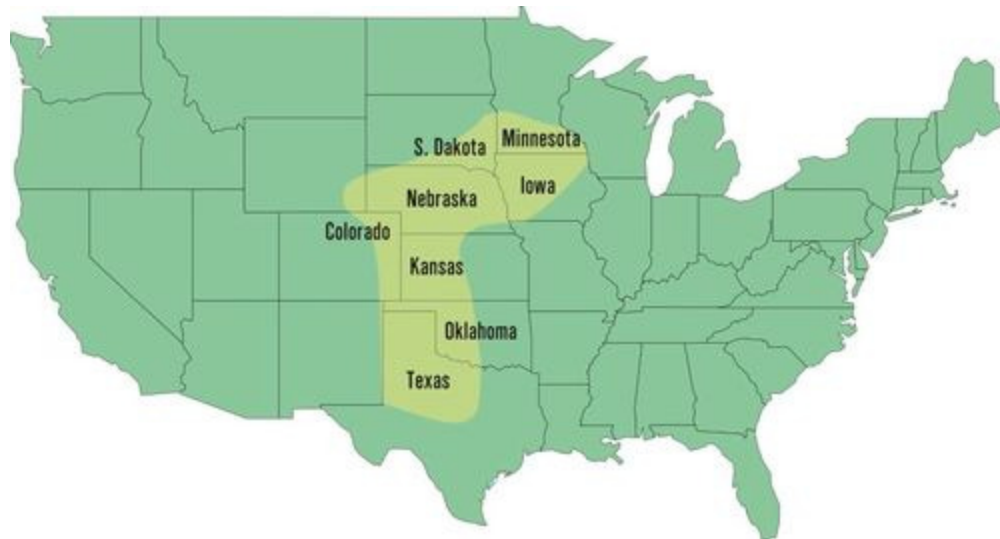 Minnesota
S. Dakota
Iowa
Nebraska
Colorado
Kansas
Oklahoma
Texas